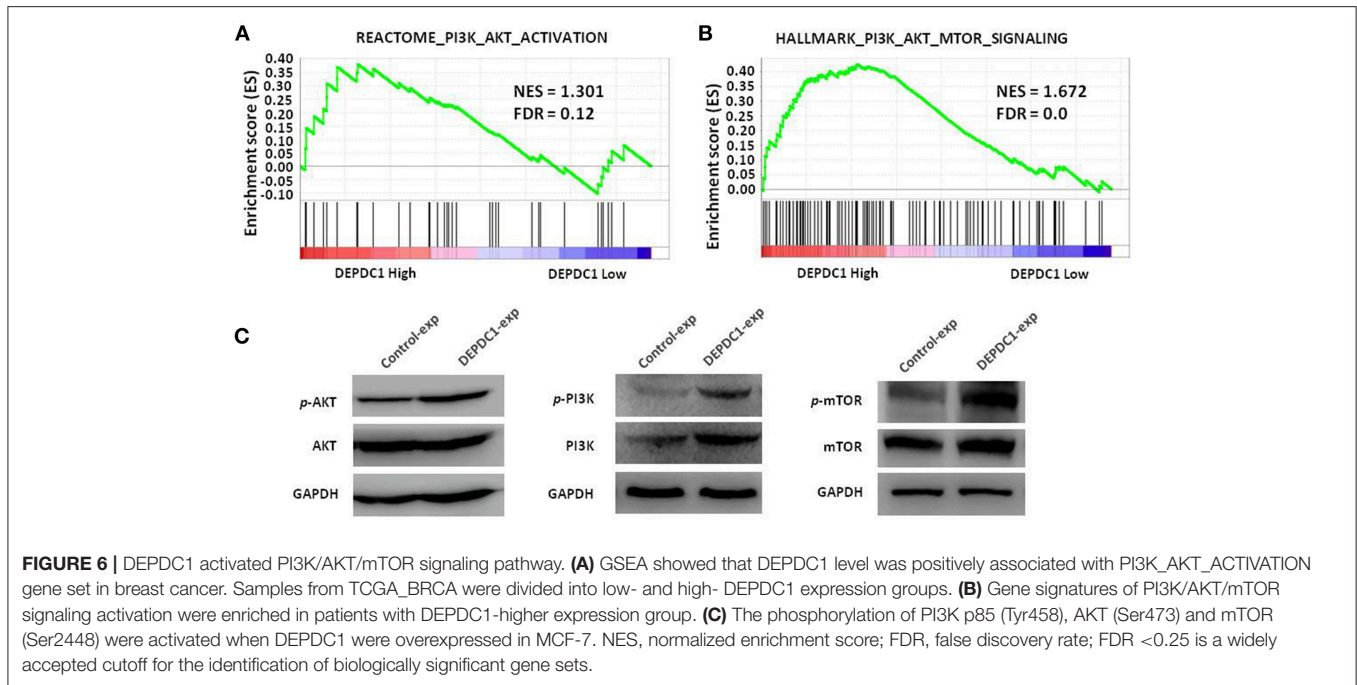 A
REACTOME_PI3K_AKT_ACTIVATION
Enrichment score (ES)
0.40
0.35
0.30
0.25
0.20
0.15
0.10
0.05
0.00
-0.05
-0.10
NES = 1.301
FDR = 0.12
DEPDC1 High
DEPDC1 Low
B
HALLMARK_PI3K_AKT_MTOR_SIGNALING
Enrichment score (ES)
0.40
0.30
0.20
0.10
0.00
NES = 1.672
FDR = 0.0
DEPDC1 High
DEPDC1 Low
C
Control-exp
DEPDC1-exp
p-AKT
AKT
GAPDH
Control-exp
DEPDC1-exp
p-PI3K
PI3K
GAPDH
Control-exp
DEPDC1-exp
p-mTOR
mTOR
GAPDH
FIGURE 6 | DEPDC1 activated PI3K/AKT/mTOR signaling pathway. (A) GSEA showed that DEPDC1 level was positively associated with PI3K_AKT_ACTIVATION
gene set in breast cancer. Samples from TCGA_BRCA were divided into low- and high- DEPDC1 expression groups. (B) Gene signatures of PI3K/AKT/mTOR
signaling activation were enriched in patients with DEPDC1-higher expression group. (C) The phosphorylation of PI3K p85 (Tyr458), AKT (Ser473) and mTOR
(Ser2448) were activated when DEPDC1 were overexpressed in MCF-7. NES, normalized enrichment score; FDR, false discovery rate; FDR <0.25 is a widely
accepted cutoff for the identification of biologically significant gene sets.